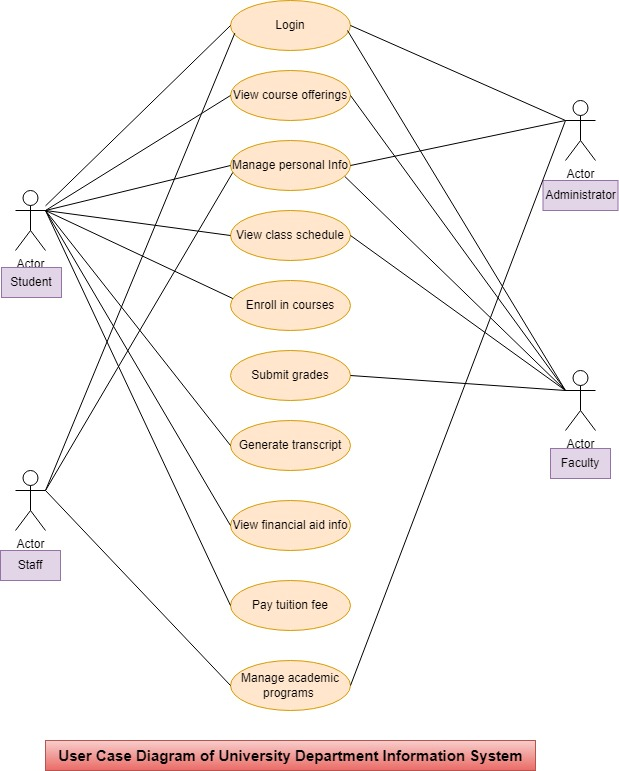 Login
View course offerings
Manage personal Info
Actor
Administrator
View class schedule
Actor
Student
Enroll in courses
Submit grades
Generate transcript
Actor
Faculty
View financial aid info
Actor
Staff
Pay tuition fee
Manage academic
programs
User Case Diagram of University Department Information System